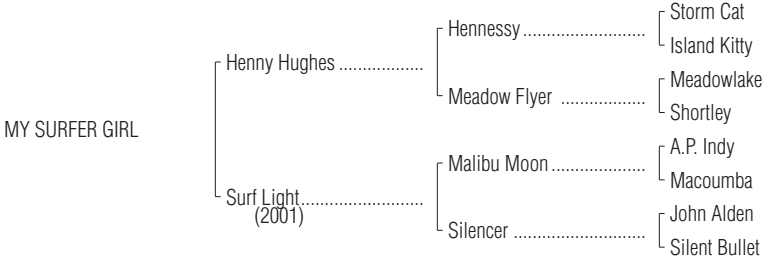 Storm Cat
Hennessy ..........................
Island Kitty
Henny Hughes ..................
Meadowlake
Meadow Flyer ..................
Shortley
MY SURFER GIRL
A.P. Indy
Malibu Moon ....................
Macoumba
Surf Light..........................
(2001)
John Alden
Silencer ............................
Silent Bullet